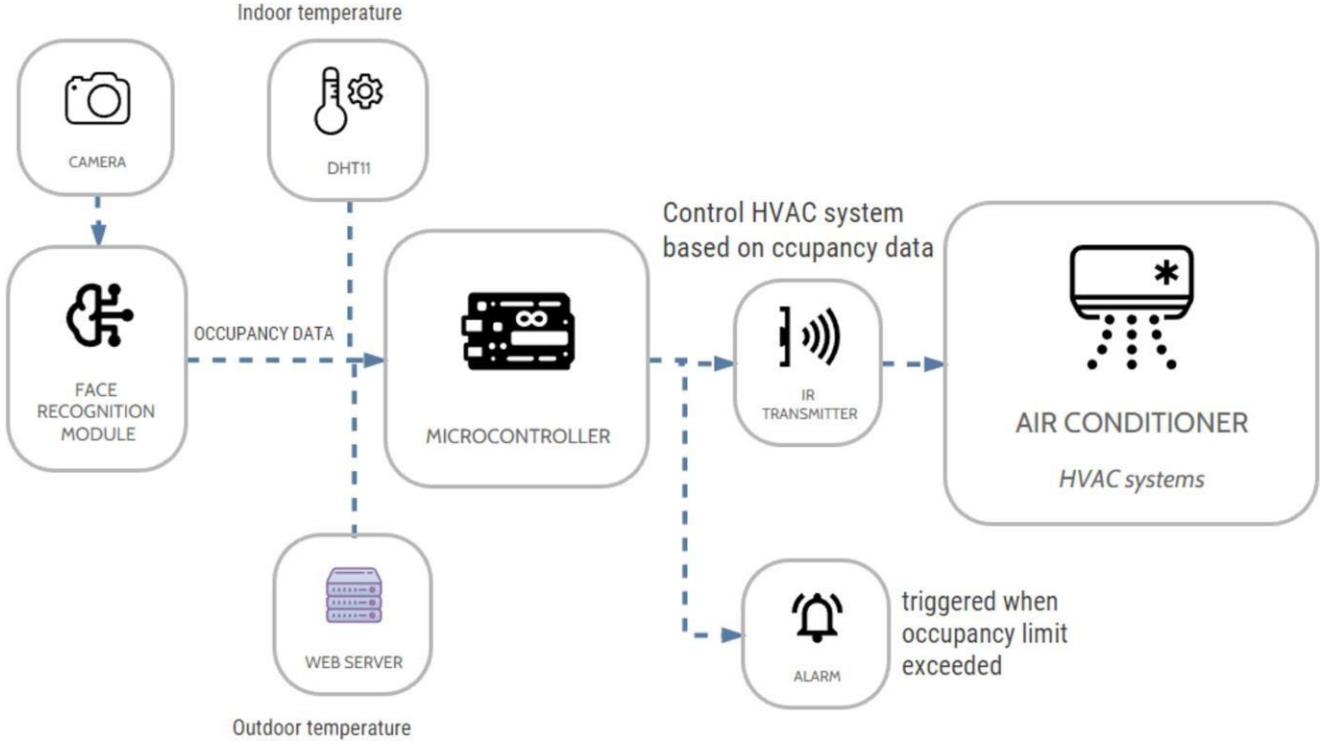 Indoor temperature
CAMERA
DHT11
Control HVAC system
based on ccupancy data
OCCUPANCY DATA
FACE
RECOGNITION
MODULE
MICROCONTROLLER
IR
TRANSMITTER
AIR CONDITIONER
HVAC systems
WEB SERVER
Outdoor temperature
ALARM
triggered when
occupancy limit
exceeded